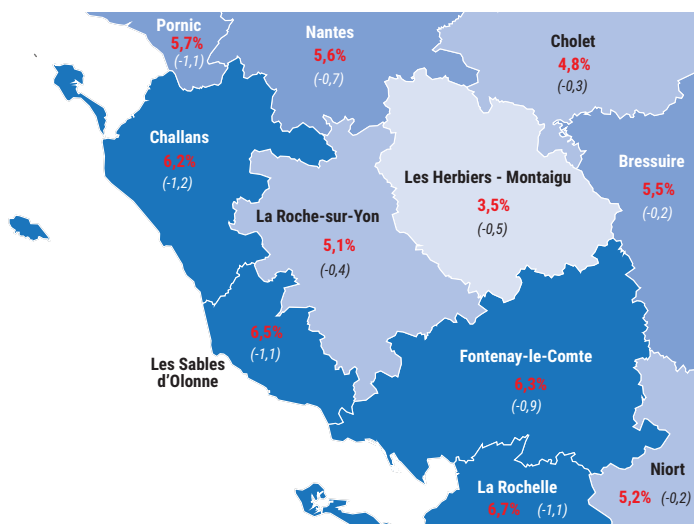 Pornic
5,7%
(-1,1)
Nantes
5,6%
(-0,7)
Cholet
4,8%
(-0,3)
Challans
6,2%
(-1,2)
Bressuire
5,5%
(-0,2)
Les Herbiers - Montaigu
3,5%
(-0,5)
La Roche-sur-Yon
5,1%
(-0,4)
6,5%
(-1,1)
Les Sables
d'Olonne
Fontenay-le-Comte
6,3%
(-0,9)
Niort
5,2% (-0,2)
La Rochelle
6,7% (-1,1)